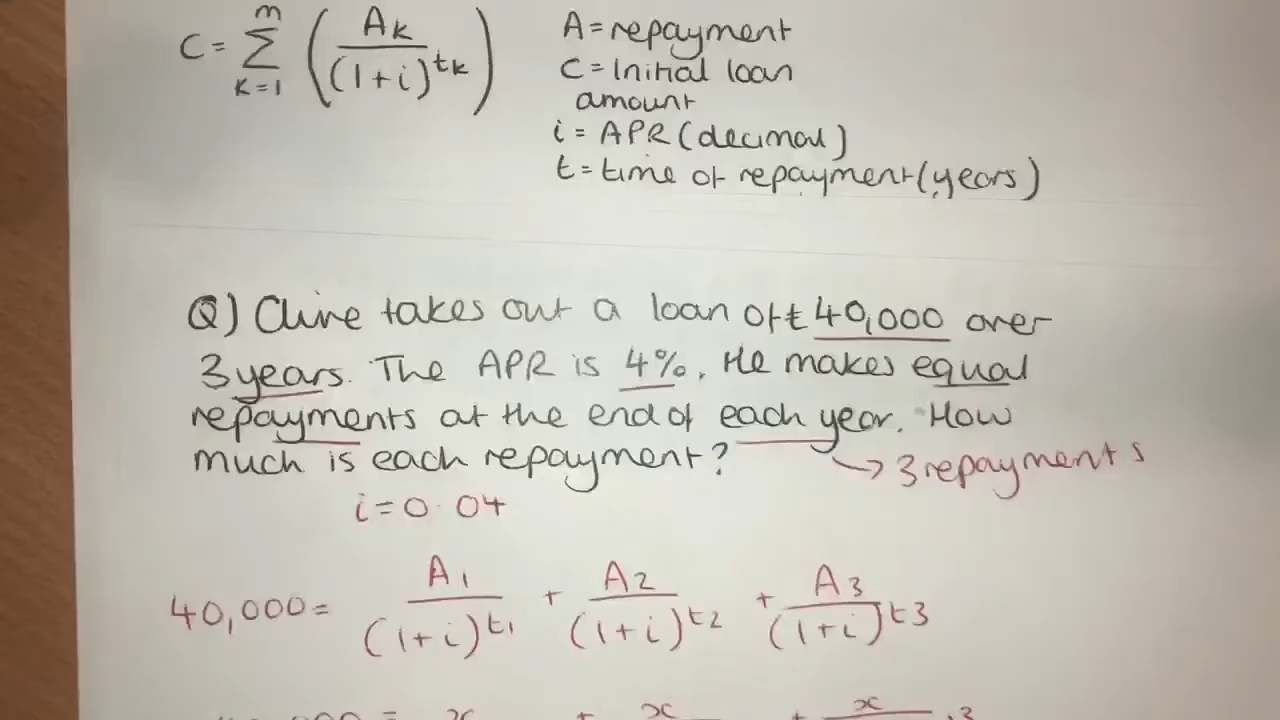 C = m Σ k=1 ( Ak / (1+i)^tk )
A = repayment
C = Initial loan
amount
i = APR (decimal)
t = time of repayment (years)
Q) Clive takes out a loan of £40,000 over
3 years. The APR is 4%. He makes equal
repayments at the end of each year. How
much is each repayment?
→ 3 repayments
i = 0.04
40,000 = A1 / (1+i)^t1 + A2 / (1+i)^t2 + A3 / (1+i)^t3
= x + x + x 3